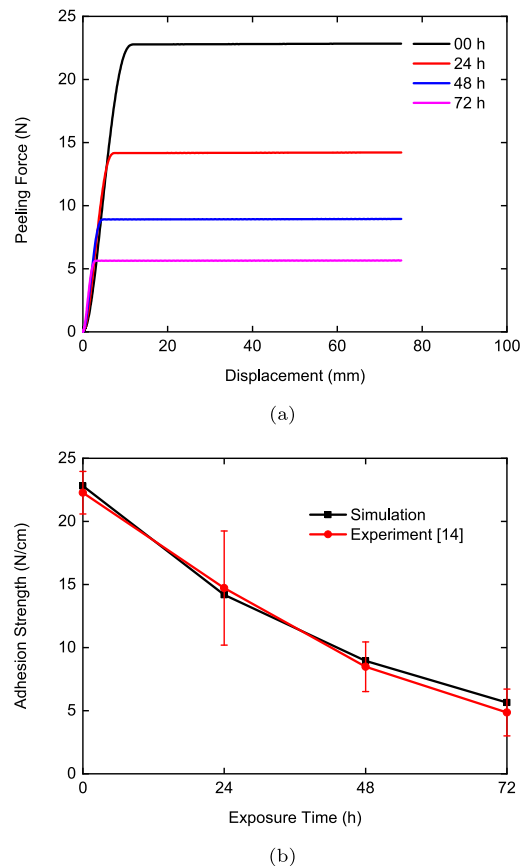 25
20
15
10
5
0
Peeling Force (N)
00 h
24 h
48 h
72 h
0 20 40 60 80 100
Displacement (mm)
(a)
25
20
15
10
5
0
Adhesion Strength (N/cm)
Simulation
Experiment [14]
0 24 48 72
Exposure Time (h)
(b)